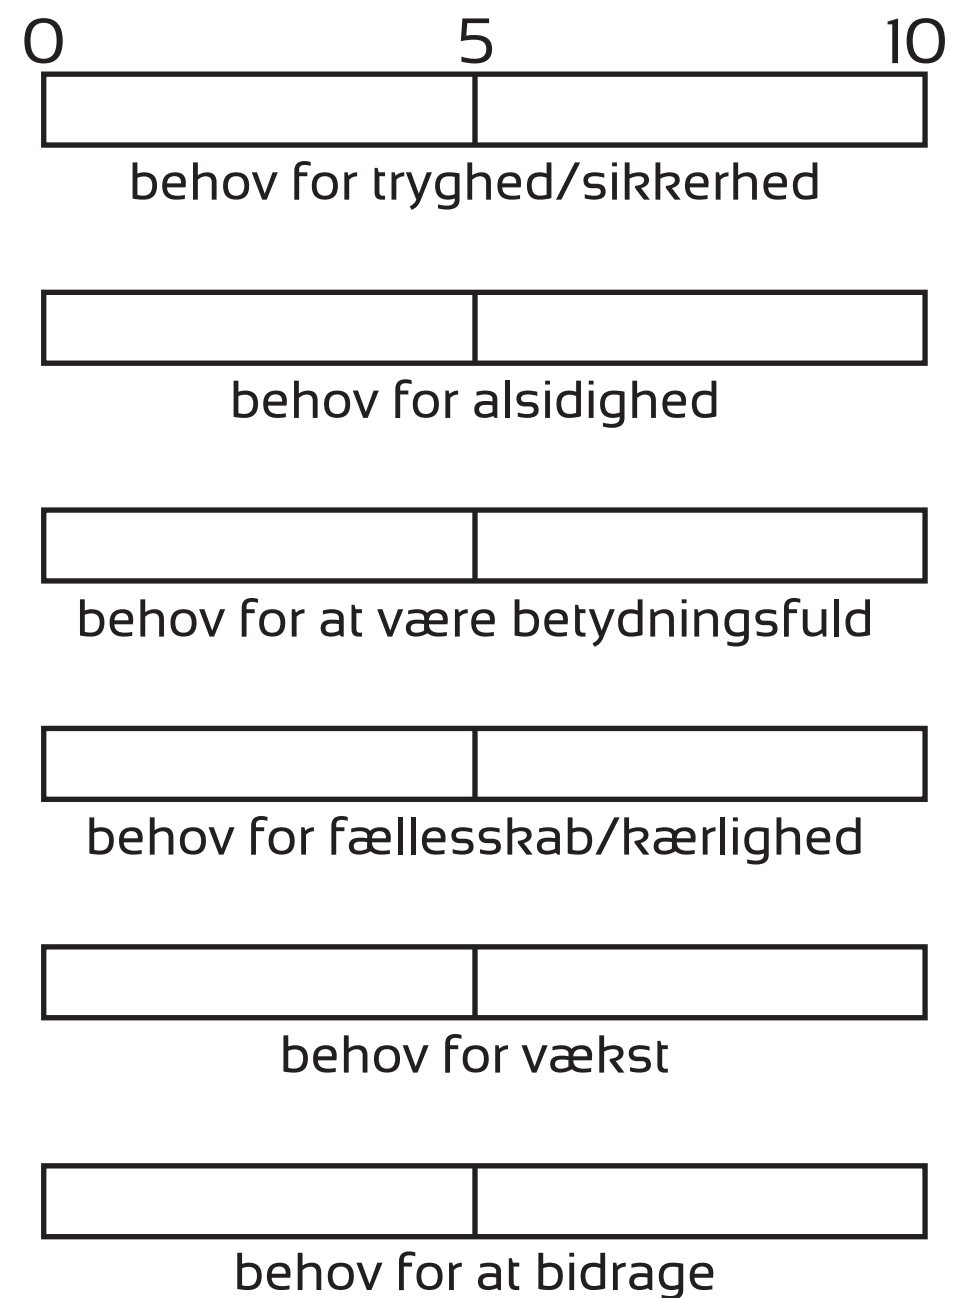 0 5 10
behov for tryghed/sikkerhed
behov for alsidighed
behov for at være betydningsfuld
behov for fællesskab/kærlighed
behov for vækst
behov for at bidrage